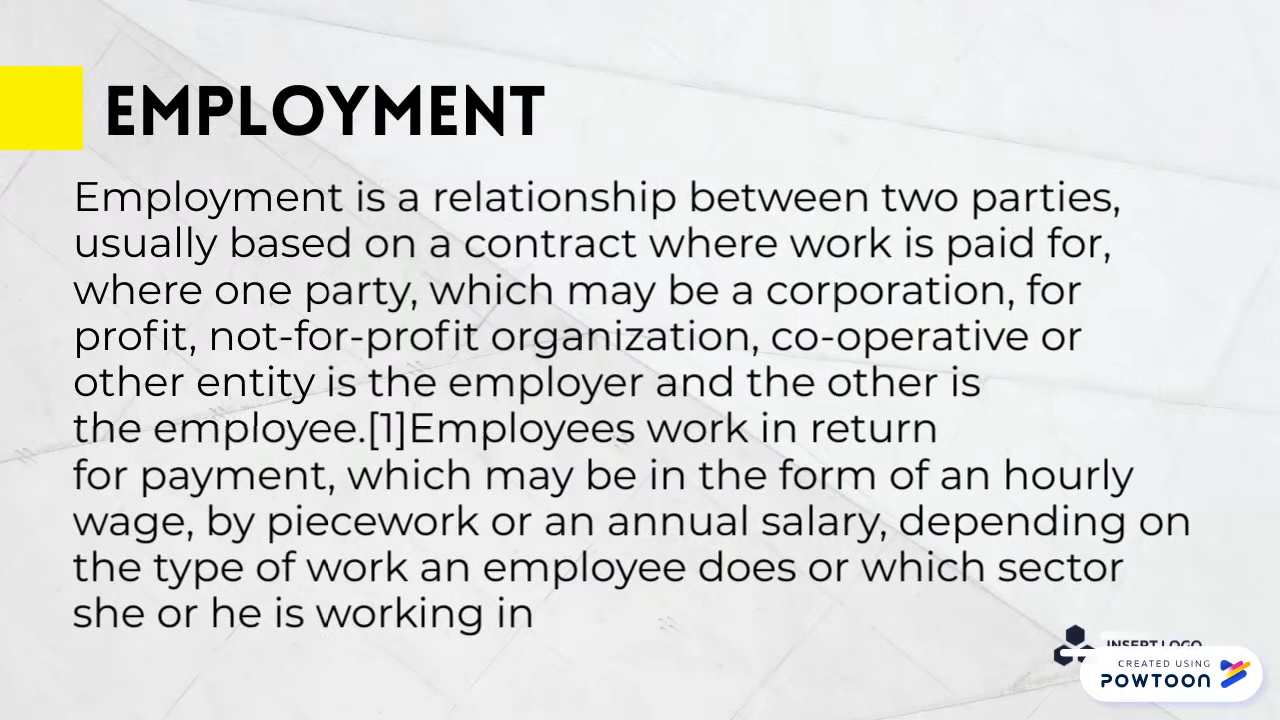 EMPLOYMENT
Employment is a relationship between two parties,
usually based on a contract where work is paid for,
where one party, which may be a corporation, for
profit, not-for-profit organization, co-operative or
other entity is the employer and the other is
the employee.[1]Employees work in return
for payment, which may be in the form of an hourly
wage, by piecework or an annual salary, depending on
the type of work an employee does or which sector
she or he is working in
INSERT LOGO
CREATED USING
POWTOON